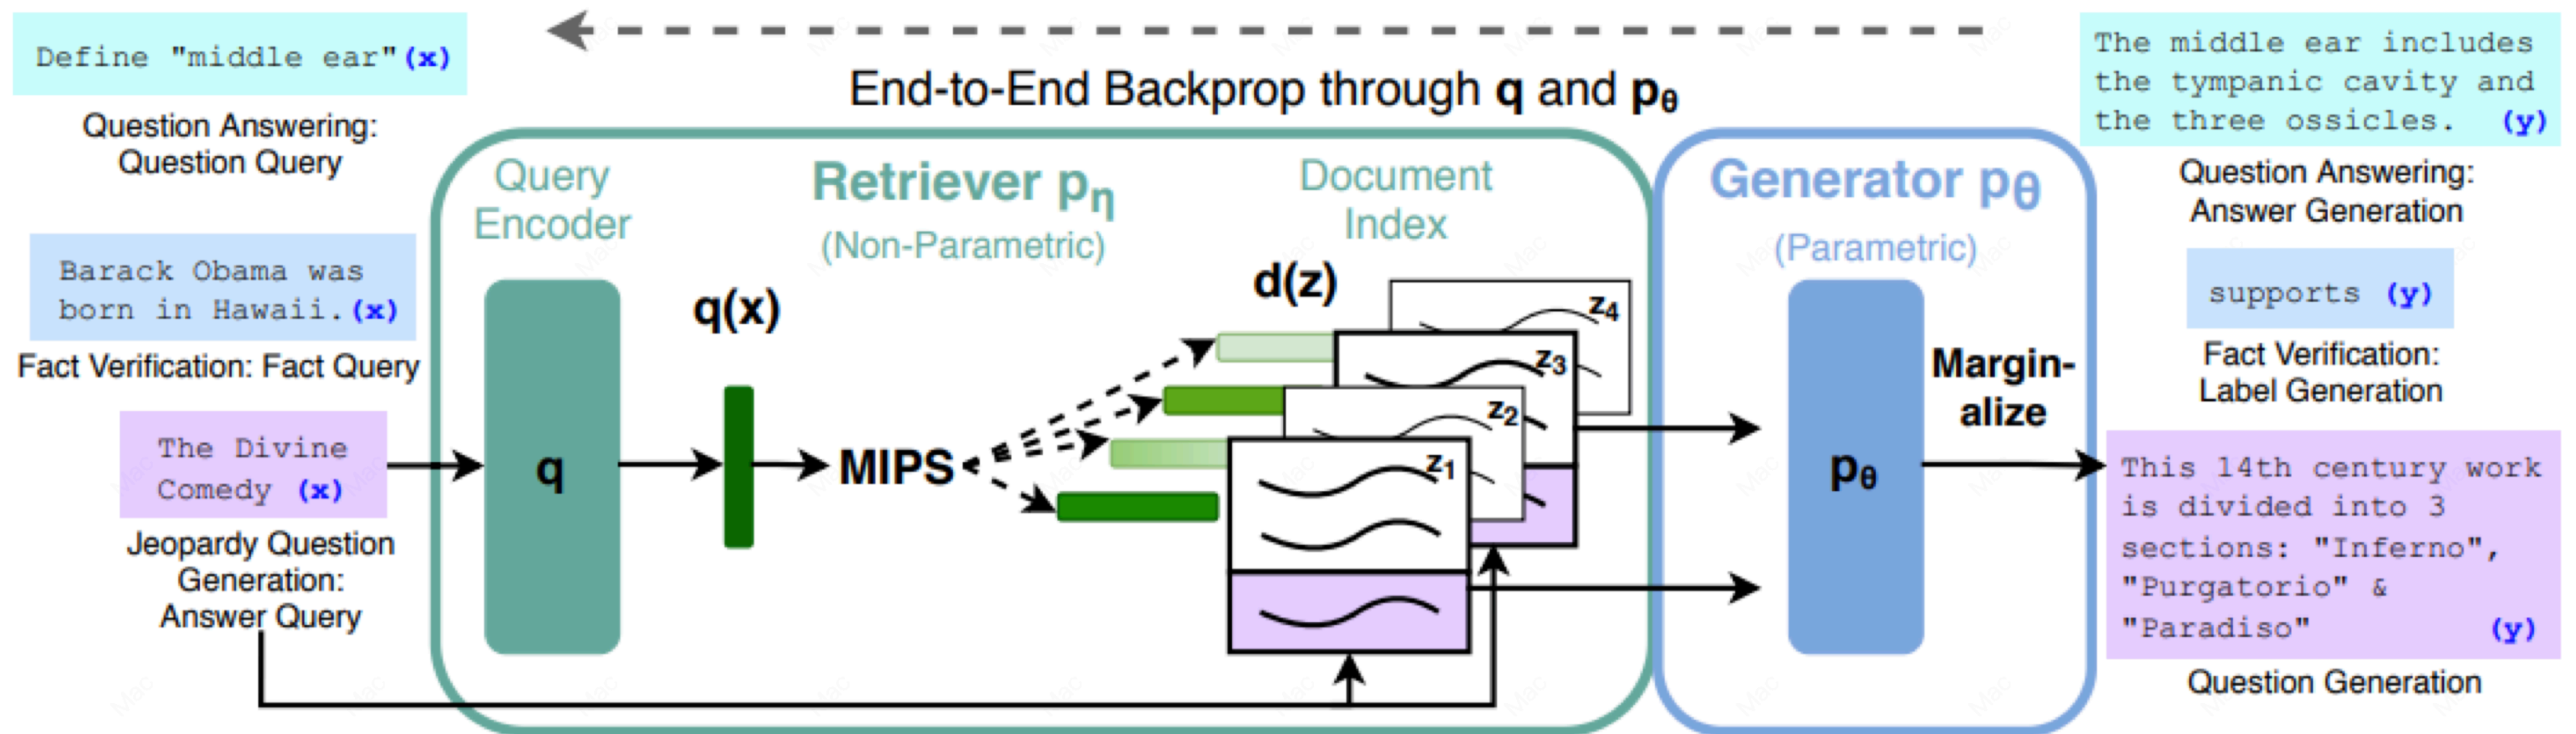 Define "middle ear"(x)
Question Answering:
Question Query
Barack Obama was
born in Hawaii.(x)
Fact Verification: Fact Query
The Divine
Comedy (x)
Jeopardy Question
Generation:
Answer Query
End-to-End Backprop through q and pθ
Query
Encoder
Retriever pη
(Non-Parametric)
Document
Index
q
q(x)
MIPS
d(z)
z4
z3
z2
z1
Generator pθ
(Parametric)
pθ
Margin-
alize
The middle ear includes
the tympanic cavity and
the three ossicles. (y)
Question Answering:
Answer Generation
supports (y)
Fact Verification:
Label Generation
This 14th century work
is divided into 3
sections: "Inferno",
"Purgatorio" &
"Paradiso" (y)
Question Generation
Mac